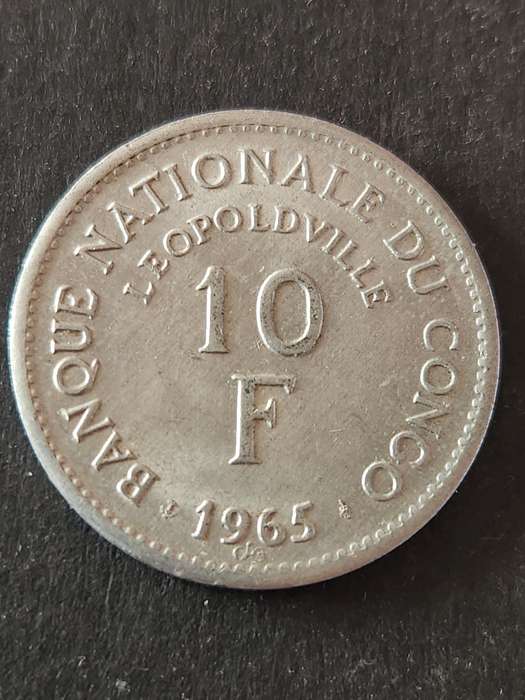 BANQUE NATIONALE DU CONGO
LEOPOLDVILLE
10
F
1965